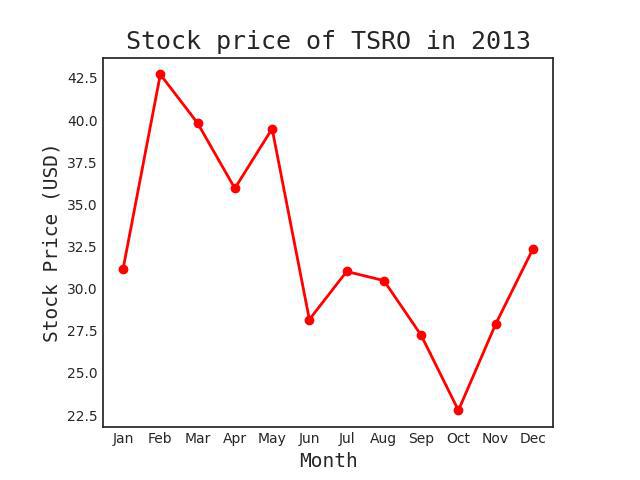 Stock price of TSRO in 2013
Stock Price (USD)
42.5
40.0
37.5
35.0
32.5
30.0
27.5
25.0
22.5
Jan Feb Mar Apr May Jun Jul Aug Sep Oct Nov Dec
Month